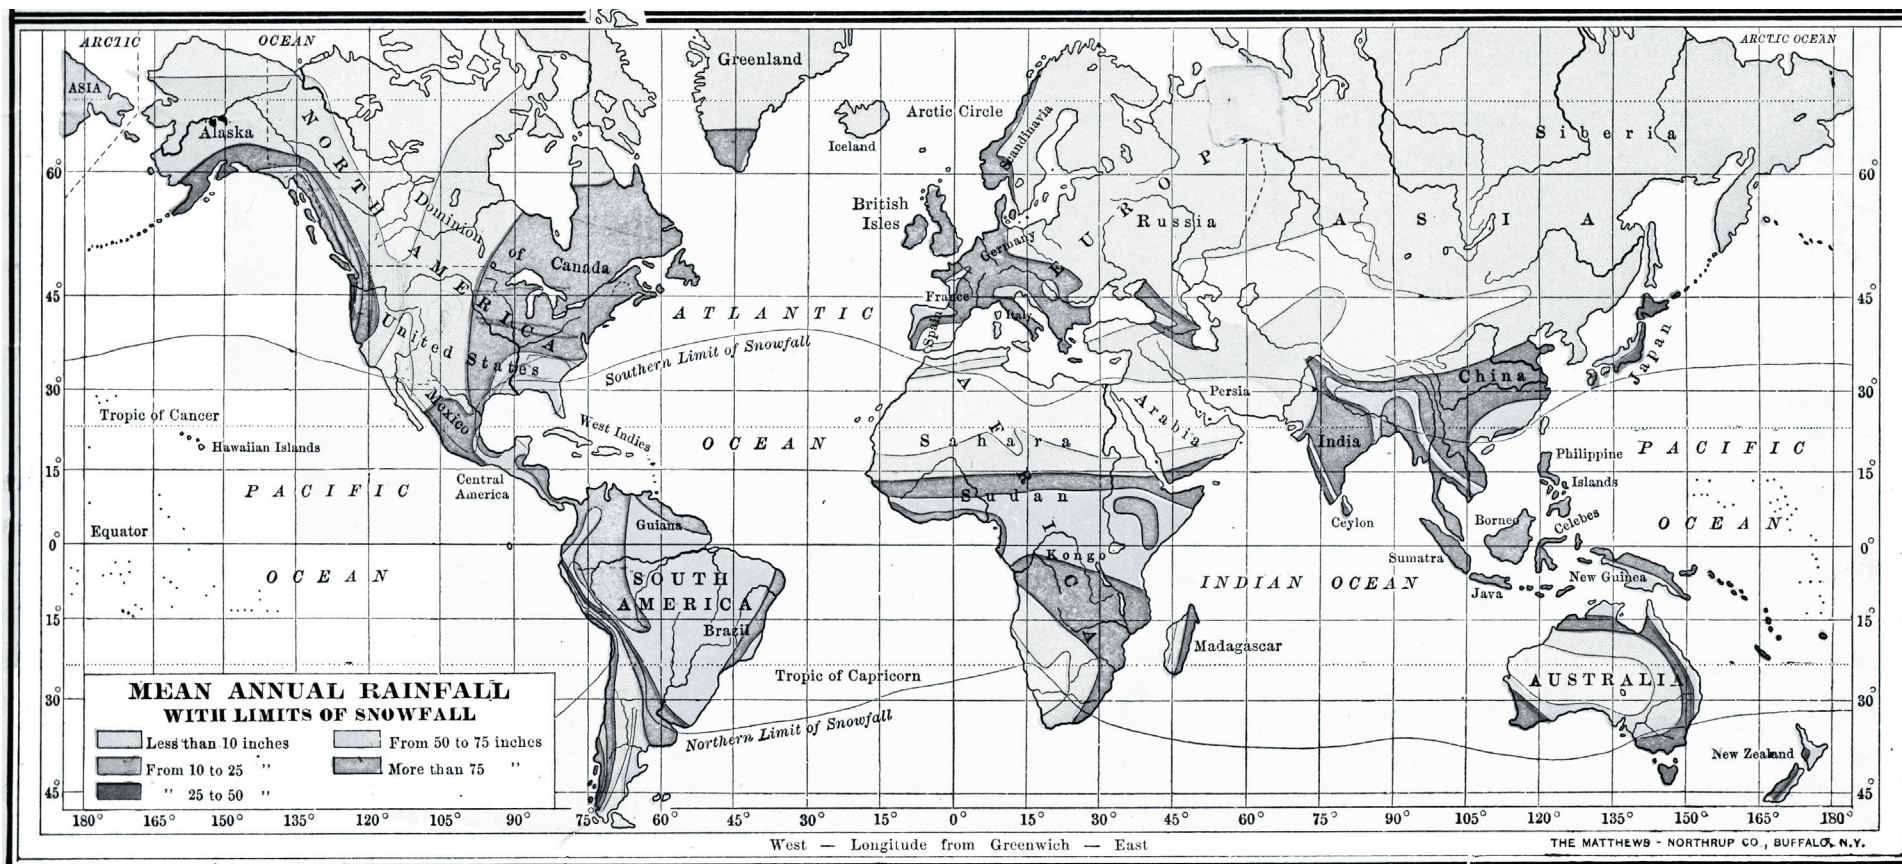 ARCTIC OCEAN
ARCTIC OCEAN
ASIA
Alaska
Greenland
Iceland
Arctic Circle
Scandinavia
Siberia
NORTH AMERICA
Dominion of Canada
British Isles
EUROPE
Russia
ASIA
Germany
France
Spain
Italy
United States
ATLANTIC OCEAN
Southern Limit of Snowfall
Japan
China
Persia
Arabia
India
Mexico
Tropic of Cancer
Hawaiian Islands
West Indies
Central America
PACIFIC OCEAN
AFRICA
Sahara
Sudan
Kongo
Ceylon
Philippine Islands
PACIFIC OCEAN
Borneo
Celebes
Sumatra
Java
New Guinea
Equator
Guiana
SOUTH AMERICA
Brazil
INDIAN OCEAN
Madagascar
Tropic of Capricorn
Northern Limit of Snowfall
AUSTRALIA
New Zealand
60°
45°
30°
15°
0°
15°
30°
45°
60°
45°
30°
15°
0°
15°
30°
45°
MEAN ANNUAL RAINFALL
WITH LIMITS OF SNOWFALL
Less than 10 inches
From 10 to 25 "
" 25 to 50 "
From 50 to 75 inches
More than 75 "
180° 165° 150° 135° 120° 105° 90° 75° 60° 45° 30° 15° 0° 15° 30° 45° 60° 75° 90° 105° 120° 135° 150° 165° 180°
West — Longitude from Greenwich — East
THE MATTHEWS - NORTHRUP CO., BUFFALO, N.Y.